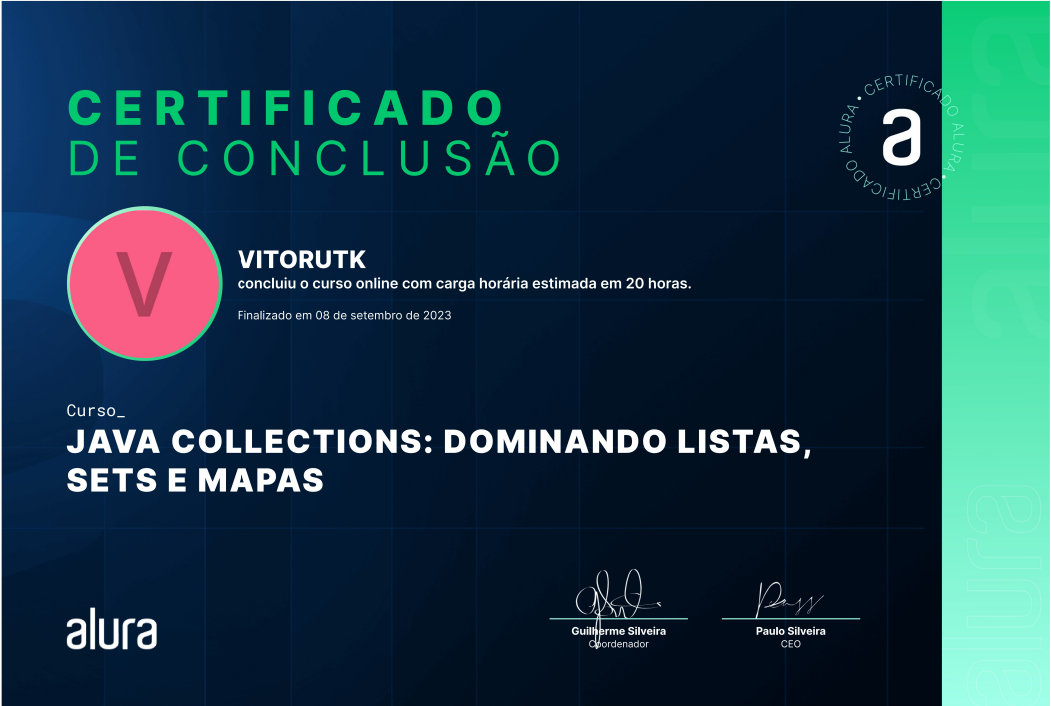 CERTIFICADO
DE CONCLUSÃO
CERTIFICADO ALURA • CERTIFICADO ALURA •
a
alura
V
VITORUTK
concluiu o curso online com carga horária estimada em 20 horas.
Finalizado em 08 de setembro de 2023
Curso_
JAVA COLLECTIONS: DOMINANDO LISTAS,
SETS E MAPAS
alura
alura
Guilherme Silveira
Coordenador
Paulo Silveira
CEO